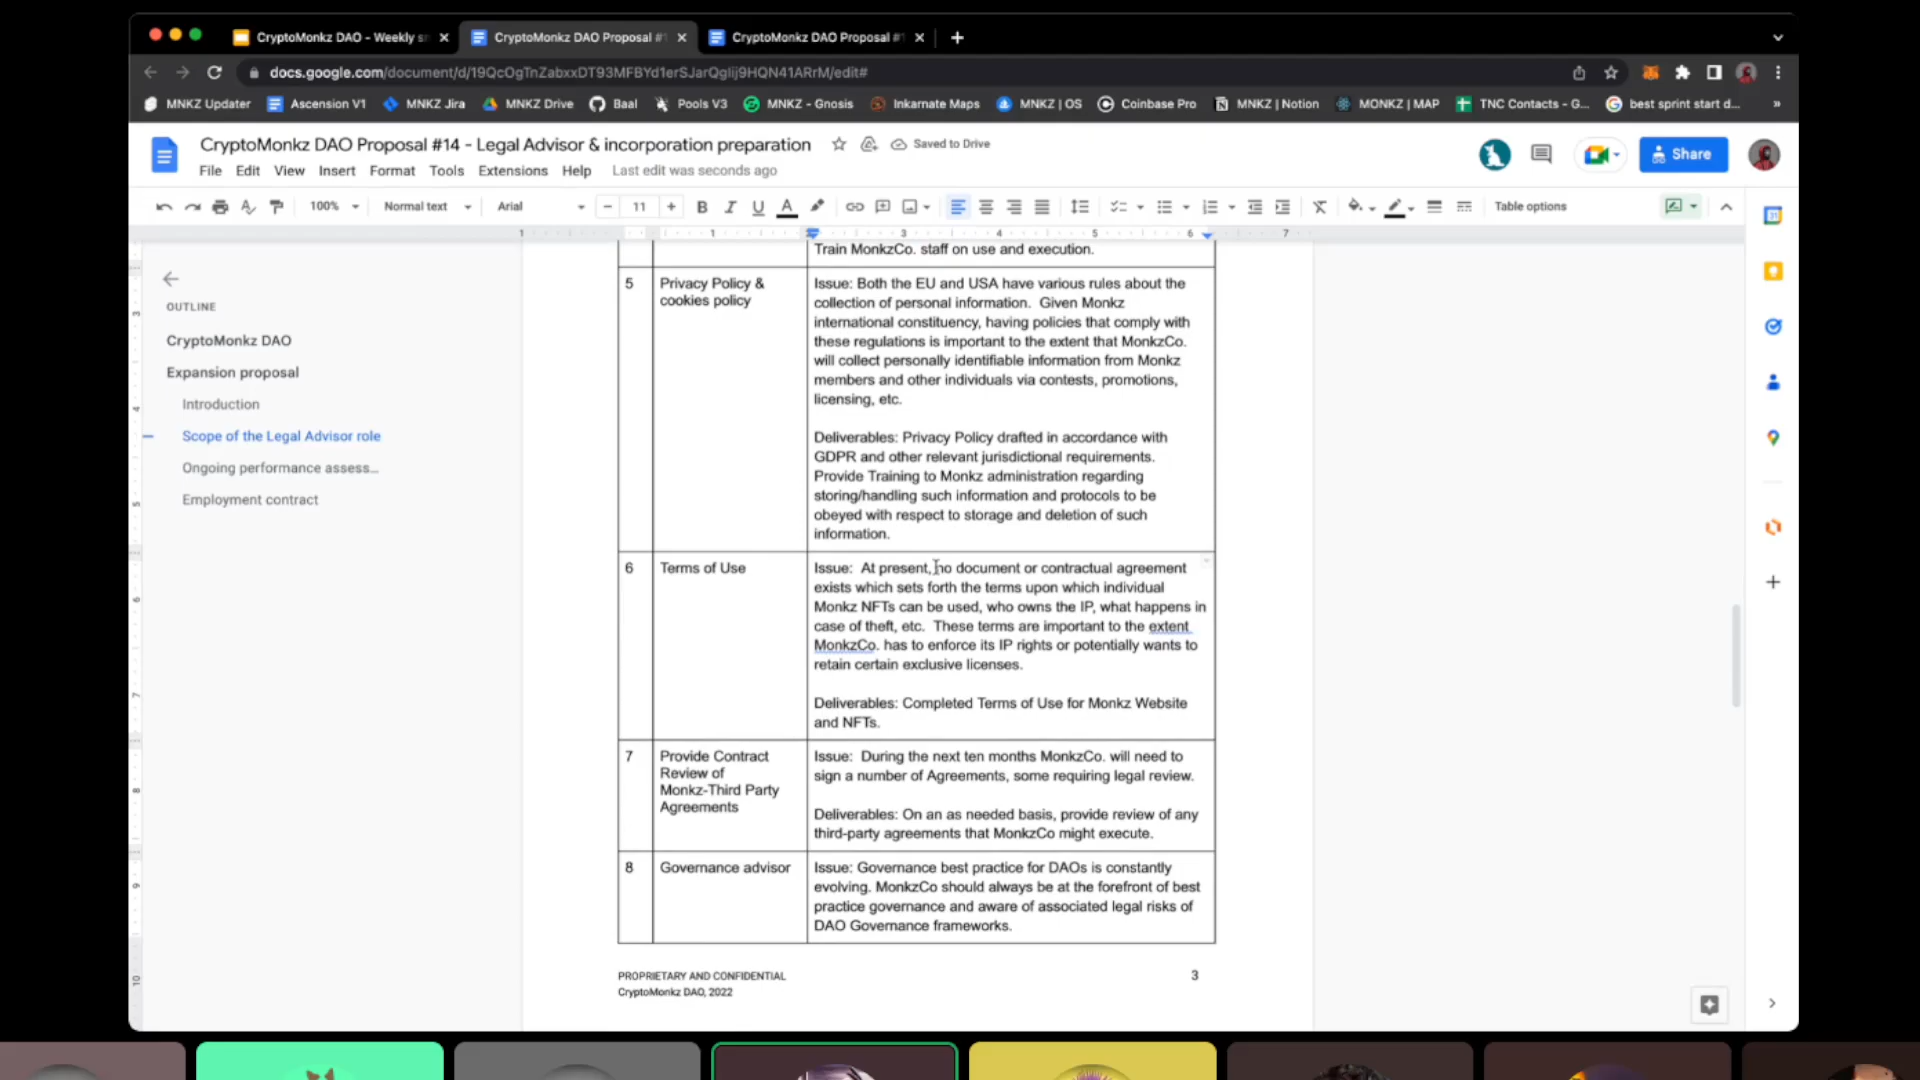 CryptoMonkz DAO - Weekly s
CryptoMonkz DAO Proposal #1
CryptoMonkz DAO Proposal #1
docs.google.com/document/d/19QcOgTnZabxxDT93MFBYd1erSJarQgIij9HQN41ARrM/edit#
MNKZ Updater
Ascension V1
MNKZ Jira
MNKZ Drive
Baal
Pools V3
MNKZ - Gnosis
Inkarnate Maps
MNKZ | OS
Coinbase Pro
MNKZ | Notion
MONKZ | MAP
TNC Contacts - G...
best sprint start d...
CryptoMonkz DAO Proposal #14 - Legal Advisor & incorporation preparation
Saved to Drive
File Edit View Insert Format Tools Extensions Help Last edit was seconds ago
Share
100% Normal text Arial 11 Table options
1 1 3 4 5 6 7
OUTLINE
CryptoMonkz DAO
Expansion proposal
Introduction
Scope of the Legal Advisor role
Ongoing performance assess...
Employment contract
Train MonkzCo. staff on use and execution.
5
Privacy Policy &
cookies policy
Issue: Both the EU and USA have various rules about the
collection of personal information. Given Monkz
international constituency, having policies that comply with
these regulations is important to the extent that MonkzCo.
will collect personally identifiable information from Monkz
members and other individuals via contests, promotions,
licensing, etc.
Deliverables: Privacy Policy drafted in accordance with
GDPR and other relevant jurisdictional requirements.
Provide Training to Monkz administration regarding
storing/handling such information and protocols to be
obeyed with respect to storage and deletion of such
information.
6
Terms of Use
Issue: At present, no document or contractual agreement
exists which sets forth the terms upon which individual
Monkz NFTs can be used, who owns the IP, what happens in
case of theft, etc. These terms are important to the extent
MonkzCo. has to enforce its IP rights or potentially wants to
retain certain exclusive licenses.
Deliverables: Completed Terms of Use for Monkz Website
and NFTs.
7
Provide Contract
Review of
Monkz-Third Party
Agreements
Issue: During the next ten months MonkzCo. will need to
sign a number of Agreements, some requiring legal review.
Deliverables: On an as needed basis, provide review of any
third-party agreements that MonkzCo might execute.
8
Governance advisor
Issue: Governance best practice for DAOs is constantly
evolving. MonkzCo should always be at the forefront of best
practice governance and aware of associated legal risks of
DAO Governance frameworks.
PROPRIETARY AND CONFIDENTIAL
CryptoMonkz DAO, 2022
3